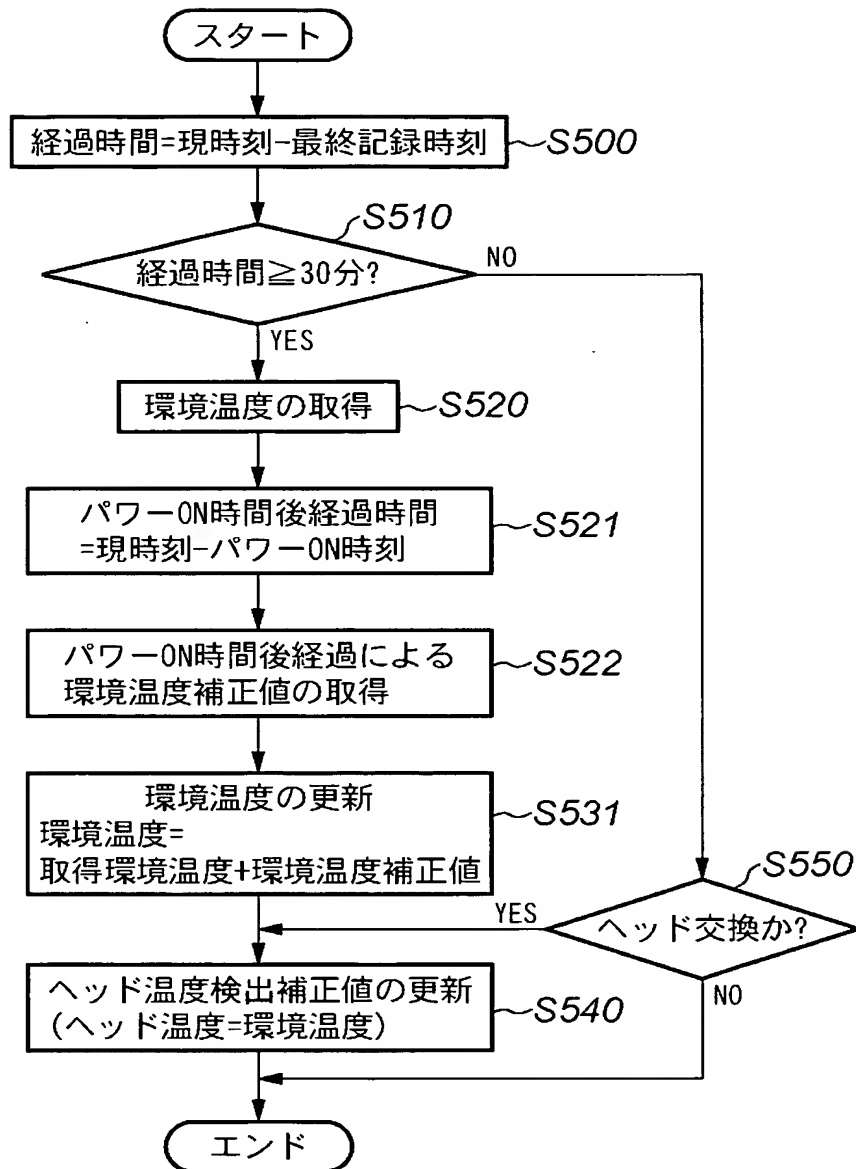 スタート
経過時間=現時刻-最終記録時刻
S500
S510
経過時間≧30分?
NO
YES
環境温度の取得
S520
パワーON時間後経過時間
=現時刻-パワーON時刻
S521
パワーON時間後経過による
環境温度補正値の取得
S522
環境温度の更新
環境温度=
取得環境温度+環境温度補正値
S531
S550
ヘッド交換か?
YES
NO
ヘッド温度検出補正値の更新
(ヘッド温度=環境温度)
S540
エンド